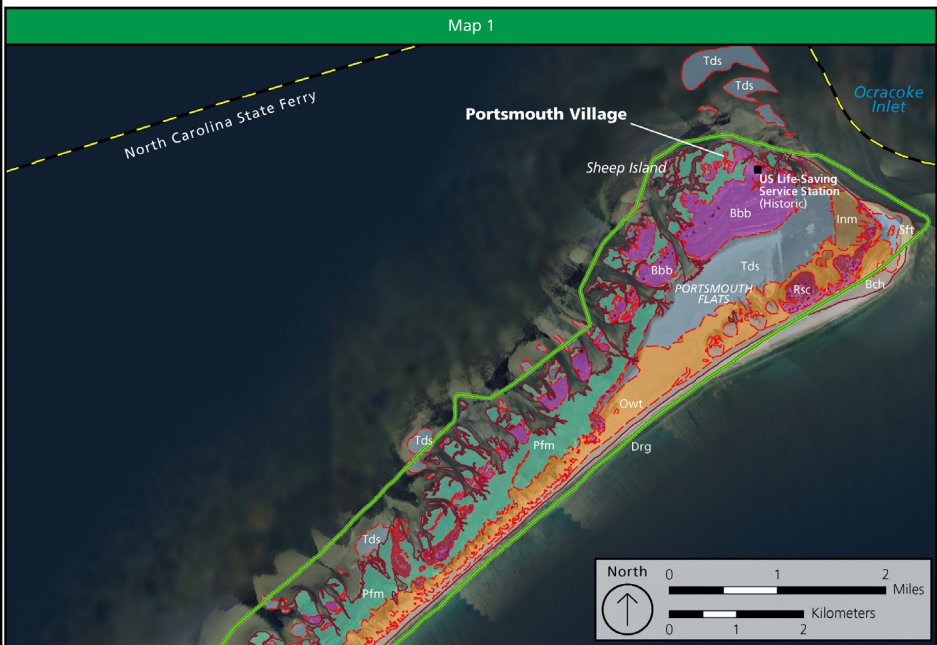 Map 1
Tds
Tds
Ocracoke
Inlet
North Carolina State Ferry
Portsmouth Village
Sheep Island
US Life-Saving
Service Station
(Historic)
Bbb
Inm
Sft
Bbb
Tds
PORTSMOUTH
FLATS
Rsc
Bch
Owt
Tds
Pfm
Drg
Tds
Pfm
North
0 1 2
Miles
Kilometers
0 1 2